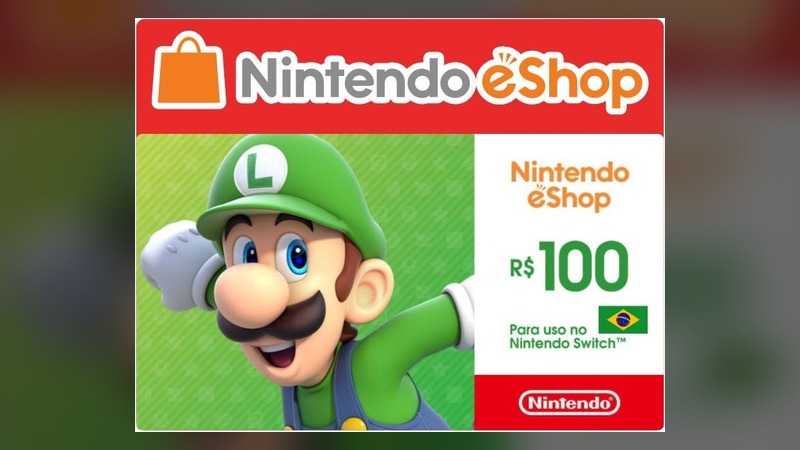 Nintendo eShop
L
Nintendo
eShop
R$ 100
Para uso no
Nintendo Switch™
Nintendo®